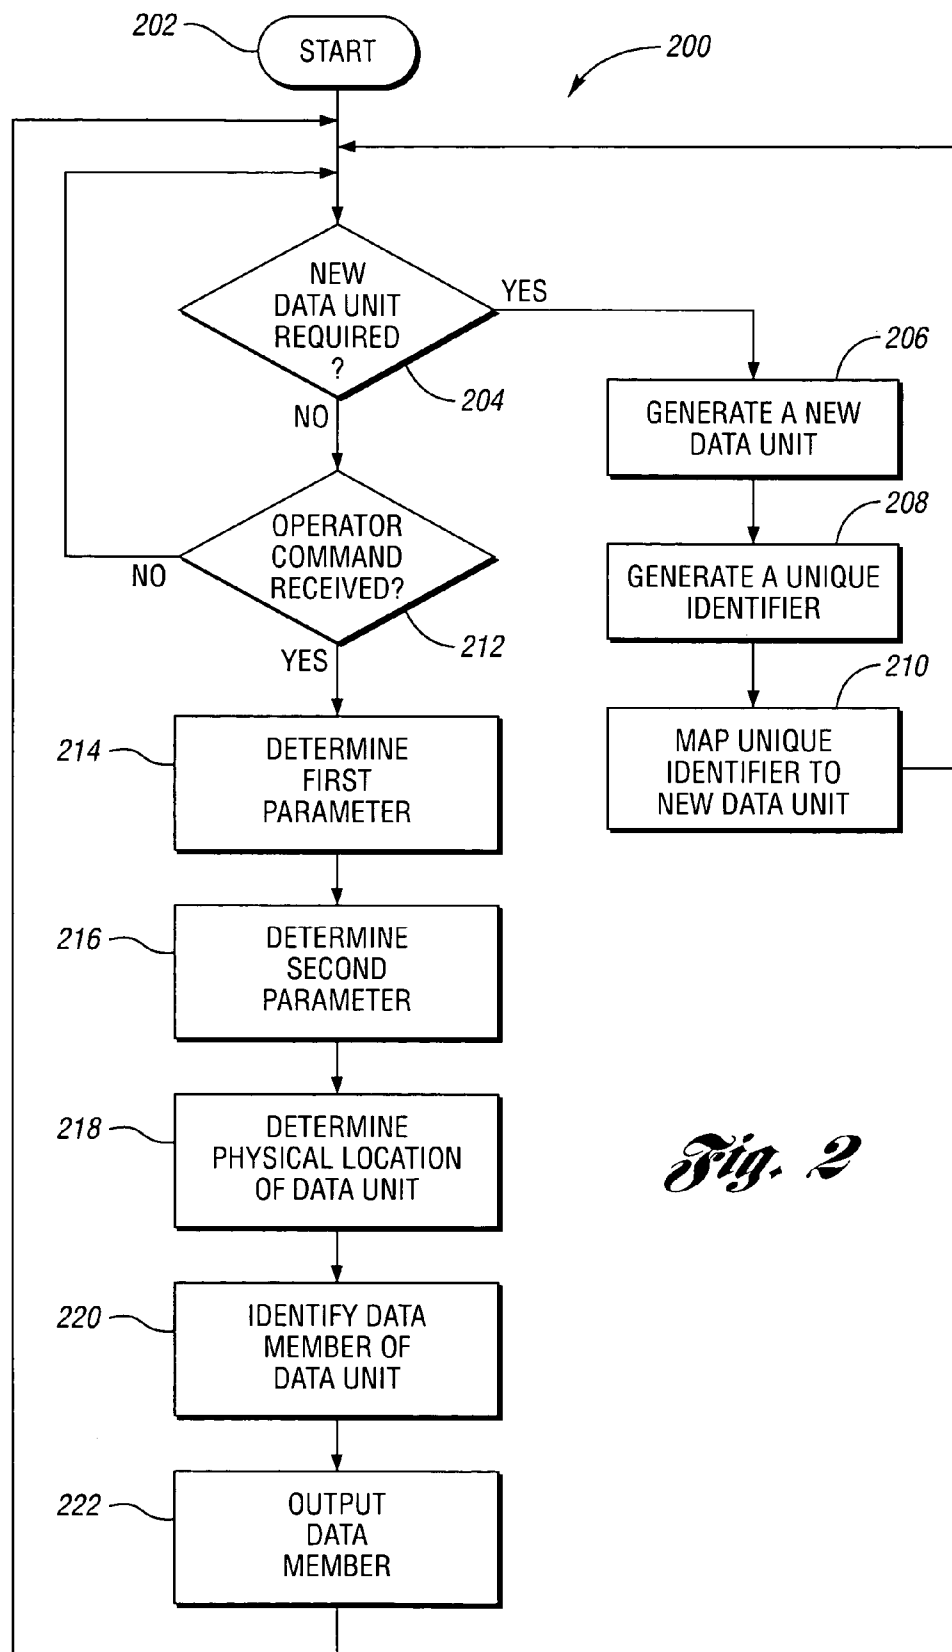 202
START
200
NEW
DATA UNIT
REQUIRED
?
YES
204
NO
206
GENERATE A NEW
DATA UNIT
OPERATOR
COMMAND
RECEIVED?
NO
212
YES
208
GENERATE A UNIQUE
IDENTIFIER
210
MAP UNIQUE
IDENTIFIER TO
NEW DATA UNIT
214
DETERMINE
FIRST
PARAMETER
216
DETERMINE
SECOND
PARAMETER
218
DETERMINE
PHYSICAL LOCATION
OF DATA UNIT
Fig. 2
220
IDENTIFY DATA
MEMBER OF
DATA UNIT
222
OUTPUT
DATA
MEMBER